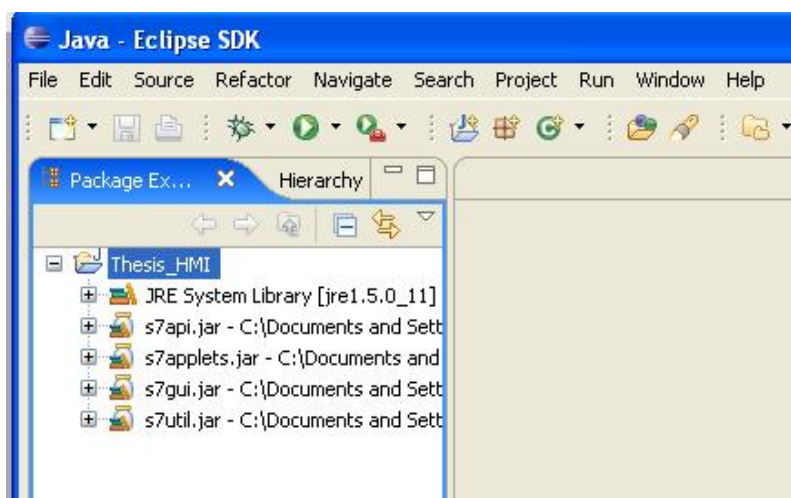 Java - Eclipse SDK
File Edit Source Refactor Navigate Search Project Run Window Help
Package Ex... Hierarchy
Thesis_HMI
JRE System Library [jre1.5.0_11]
s7api.jar - C:\Documents and Sett
s7applets.jar - C:\Documents and
s7gui.jar - C:\Documents and Sett
s7util.jar - C:\Documents and Sett